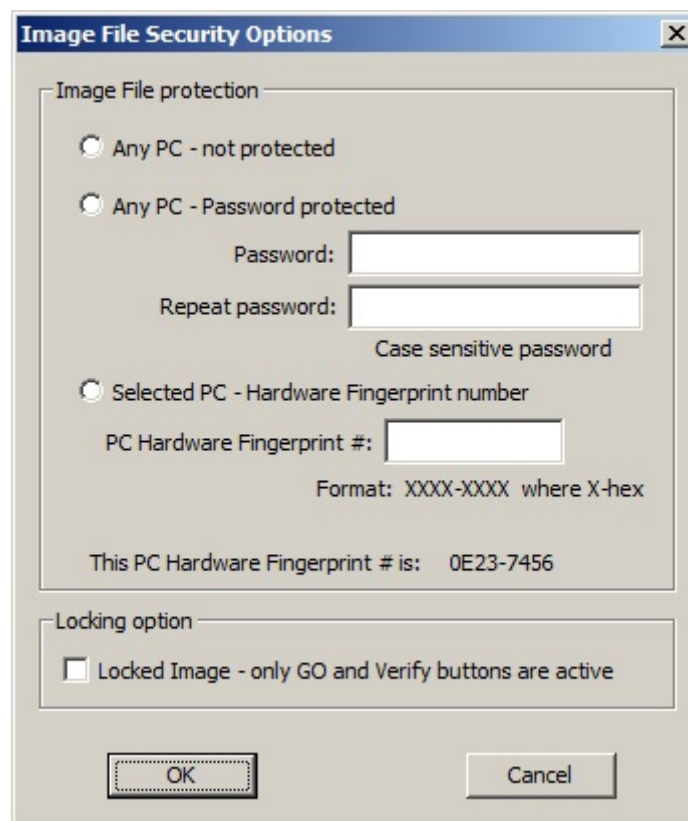 Image File Security Options
Image File protection
Any PC - not protected
Any PC - Password protected
Password:
Repeat password:
Case sensitive password
Selected PC - Hardware Fingerprint number
PC Hardware Fingerprint #:
Format: XXXX-XXXX where X-hex
This PC Hardware Fingerprint # is: 0E23-7456
Locking option
Locked Image - only GO and Verify buttons are active
OK Cancel